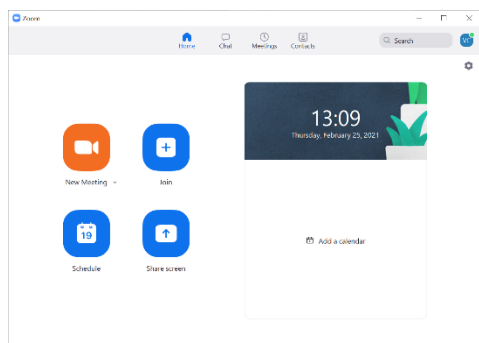 Zoom
Home
Chat
Meetings
Contacts
Search
VC
13:09
Thursday, February 25, 2021
New Meeting
Join
19
Schedule
Share screen
Add a calendar